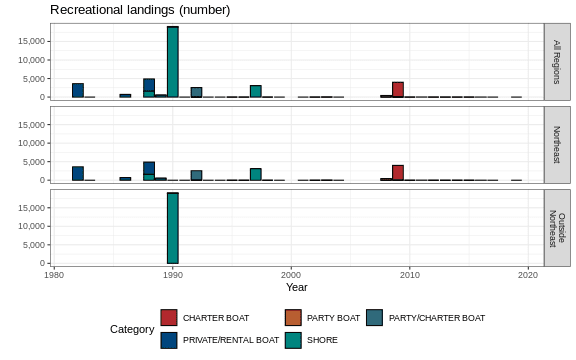 Recreational landings (number)
15,000
10,000
5,000
0
All Regions
15,000
10,000
5,000
0
Northeast
15,000
10,000
5,000
0
Outside
Northeast
1980 1990 2000 2010 2020
Year
Category
CHARTER BOAT PARTY BOAT PARTY/CHARTER BOAT
PRIVATE/RENTAL BOAT SHORE